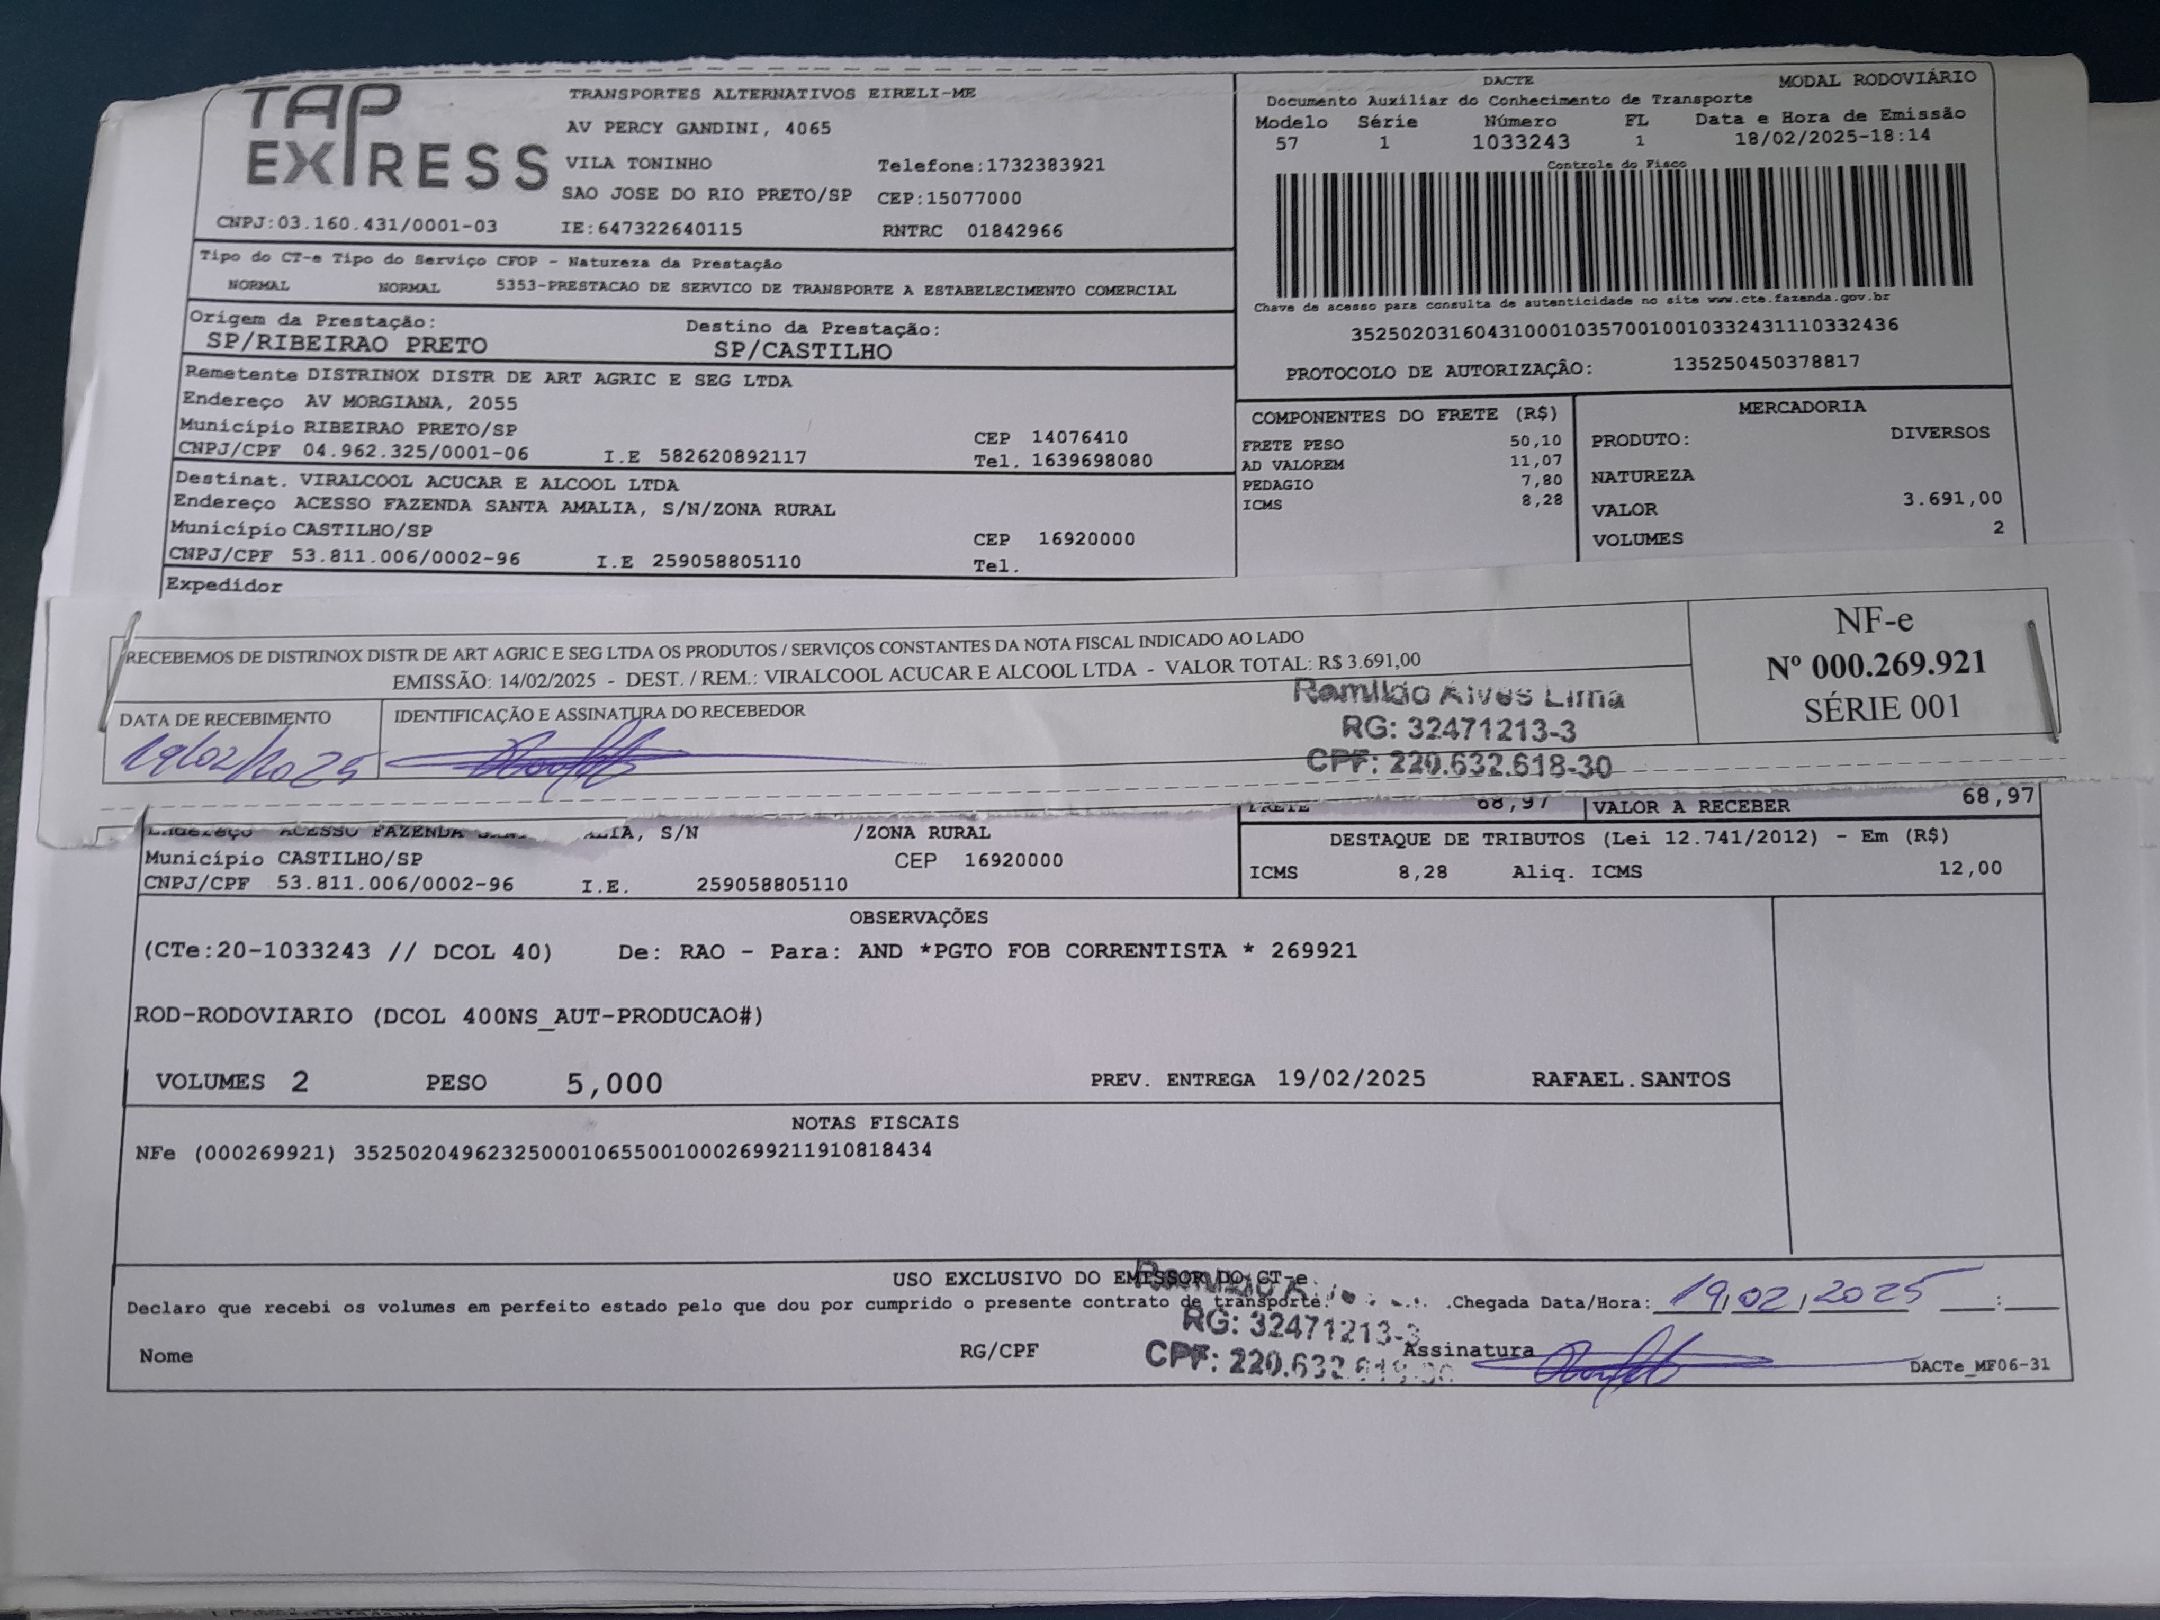 TAP EXPRESS
TRANSPORTES ALTERNATIVOS EIRELI-ME
AV PERCY GANDINI, 4065
VILA TONINHO Telefone:1732383921
SAO JOSE DO RIO PRETO/SP CEP:15077000
CNPJ:03.160.431/0001-03 IE:647322640115 RNTRC 01842966
DACTE MODAL RODOVIÁRIO
Documento Auxiliar do Conhecimento de Transporte
Modelo Série Número FL Data e Hora de Emissão
57 1 1033243 1 18/02/2025-18:14
Controle do Fisco
Chave de acesso para consulta de autenticidade no site www.cte.fazenda.gov.br
35250203160431000103570010010332431110332436
PROTOCOLO DE AUTORIZAÇÃO: 135250450378817
Tipo do CT-e Tipo do Serviço CFOP - Natureza da Prestação
NORMAL NORMAL 5353-PRESTACAO DE SERVICO DE TRANSPORTE A ESTABELECIMENTO COMERCIAL
Origem da Prestação: Destino da Prestação:
SP/RIBEIRAO PRETO SP/CASTILHO
Remetente DISTRINOX DISTR DE ART AGRIC E SEG LTDA
Endereço AV MORGIANA, 2055
Município RIBEIRAO PRETO/SP CEP 14076410
CNPJ/CPF 04.962.325/0001-06 I.E 582620892117 Tel. 1639698080
Destinat. VIRALCOOL ACUCAR E ALCOOL LTDA
Endereço ACESSO FAZENDA SANTA AMALIA, S/N/ZONA RURAL
Município CASTILHO/SP CEP 16920000
CNPJ/CPF 53.811.006/0002-96 I.E 259058805110 Tel.
Expedidor
COMPONENTES DO FRETE (R$)
FRETE PESO 50,10
AD VALOREM 11,07
PEDAGIO 7,80
ICMS 8,28
MERCADORIA
PRODUTO: DIVERSOS
NATUREZA
VALOR 3.691,00
VOLUMES 2
RECEBEMOS DE DISTRINOX DISTR DE ART AGRIC E SEG LTDA OS PRODUTOS / SERVIÇOS CONSTANTES DA NOTA FISCAL INDICADO AO LADO
EMISSÃO: 14/02/2025 - DEST. / REM.: VIRALCOOL ACUCAR E ALCOOL LTDA - VALOR TOTAL: R$ 3.691,00
DATA DE RECEBIMENTO IDENTIFICAÇÃO E ASSINATURA DO RECEBEDOR
19/02/2025
Romildo Alves Lima
RG: 32471213-3
CPF: 220.632.618-30
NF-e
Nº 000.269.921
SÉRIE 001
FRETE 68,97 VALOR A RECEBER 68,97
Endereço ACESSO FAZENDA S/N /ZONA RURAL
Município CASTILHO/SP CEP 16920000
CNPJ/CPF 53.811.006/0002-96 I.E. 259058805110
DESTAQUE DE TRIBUTOS (Lei 12.741/2012) - Em (R$)
ICMS 8,28 Aliq. ICMS 12,00
OBSERVAÇÕES
(CTe:20-1033243 // DCOL 40) De: RAO - Para: AND *PGTO FOB CORRENTISTA * 269921
ROD-RODOVIARIO (DCOL 400NS_AUT-PRODUCAO#)
VOLUMES 2 PESO 5,000 PREV. ENTREGA 19/02/2025 RAFAEL.SANTOS
NOTAS FISCAIS
NFe (000269921) 35250204962325000106550010002699211910818434
USO EXCLUSIVO DO EMISSOR DO CT-e
Declaro que recebi os volumes em perfeito estado pelo que dou por cumprido o presente contrato de transporte. Chegada Data/Hora: 19/02/2025 :
Romildo
RG: 32471213-3
CPF: 220.632.
Nome RG/CPF Assinatura
DACTe_MF06-31